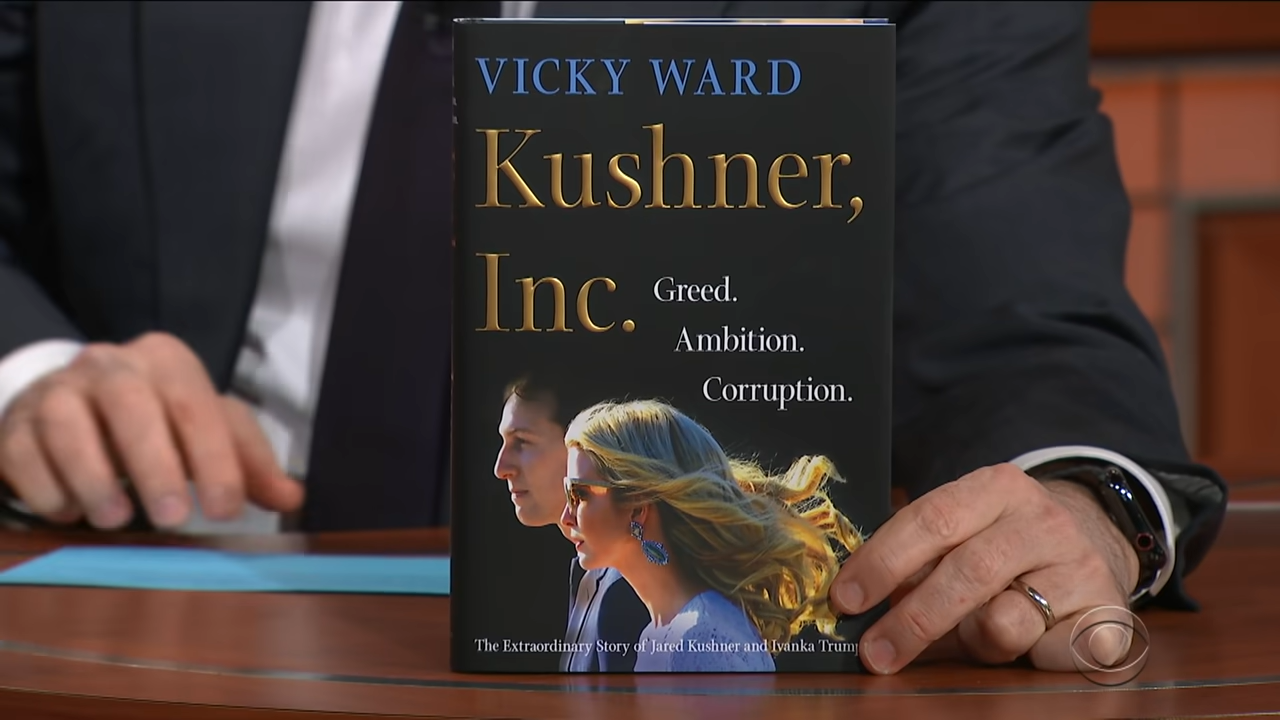 VICKY WARD
Kushner,
Inc.
Greed.
Ambition.
Corruption.
The Extraordinary Story of Jared Kushner and Ivanka Trump